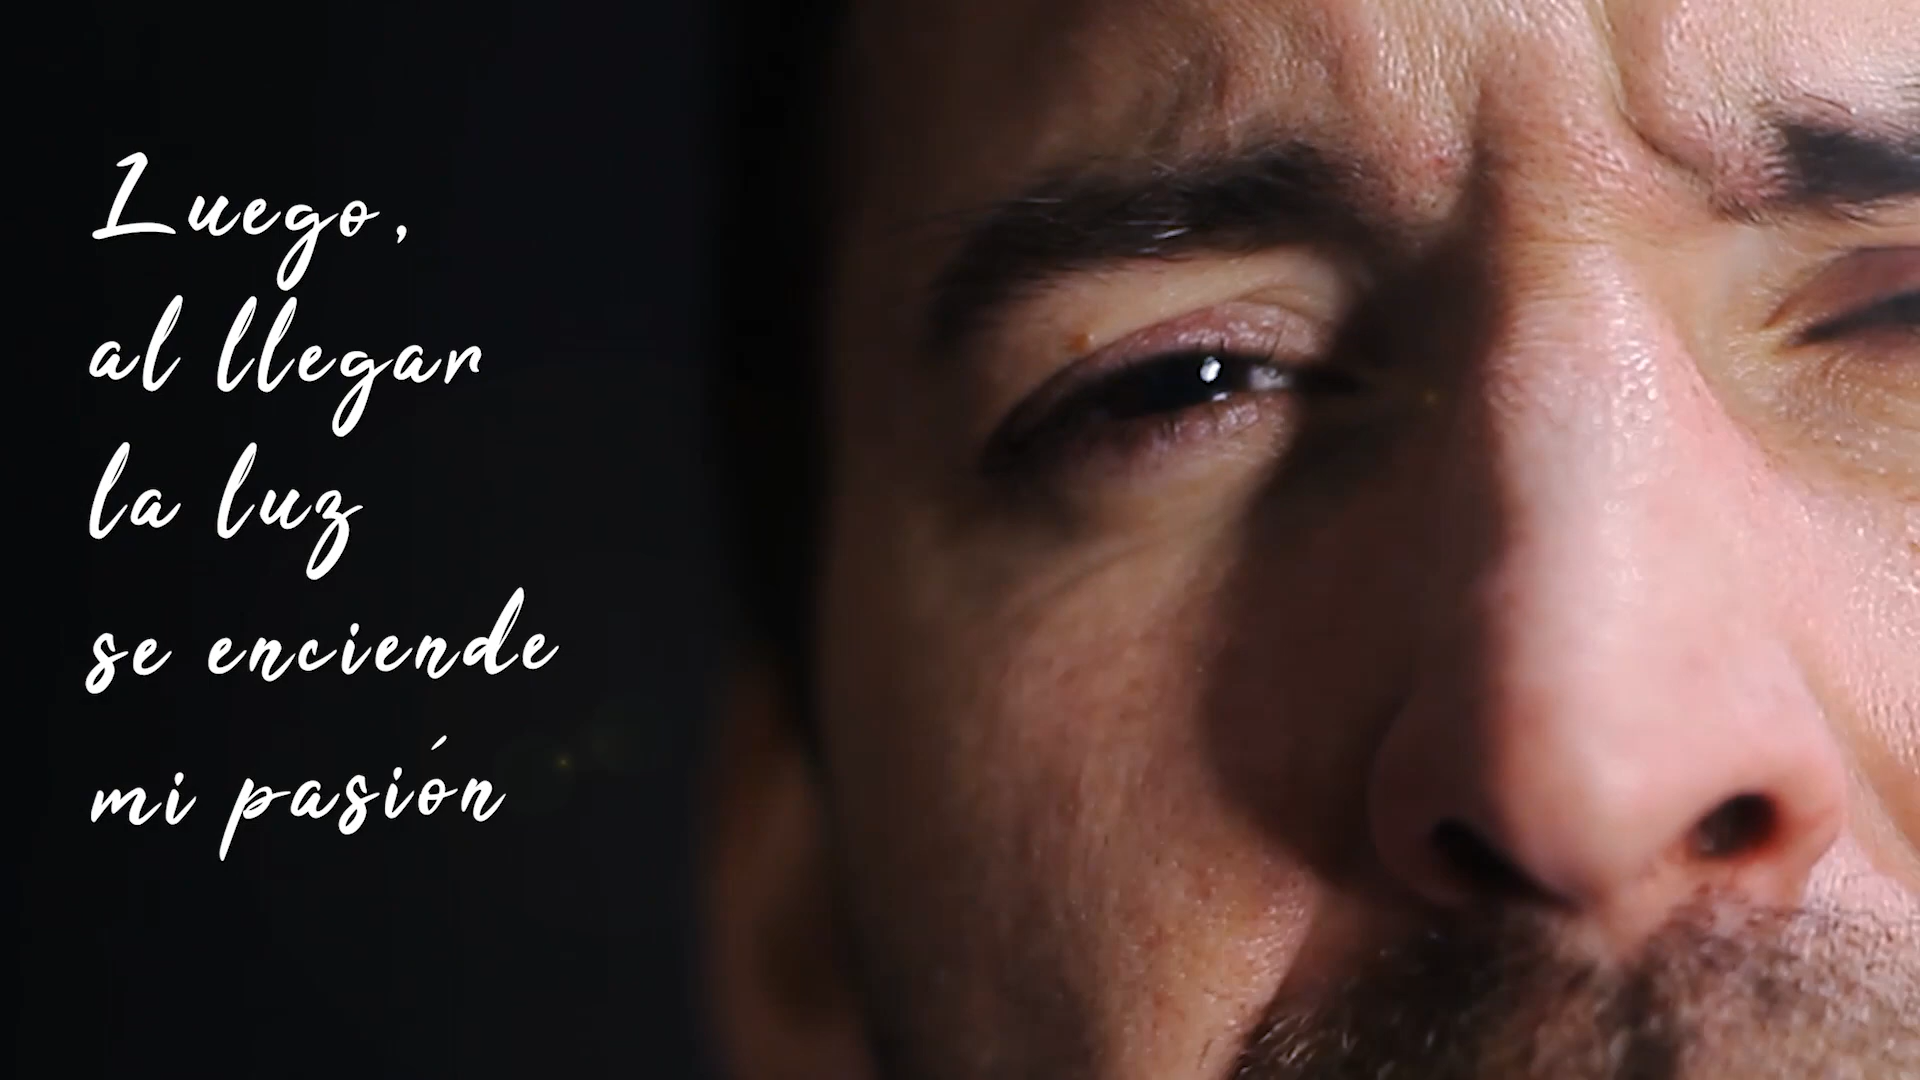 Luego,
al llegar
la luz
se enciende
mi pasión